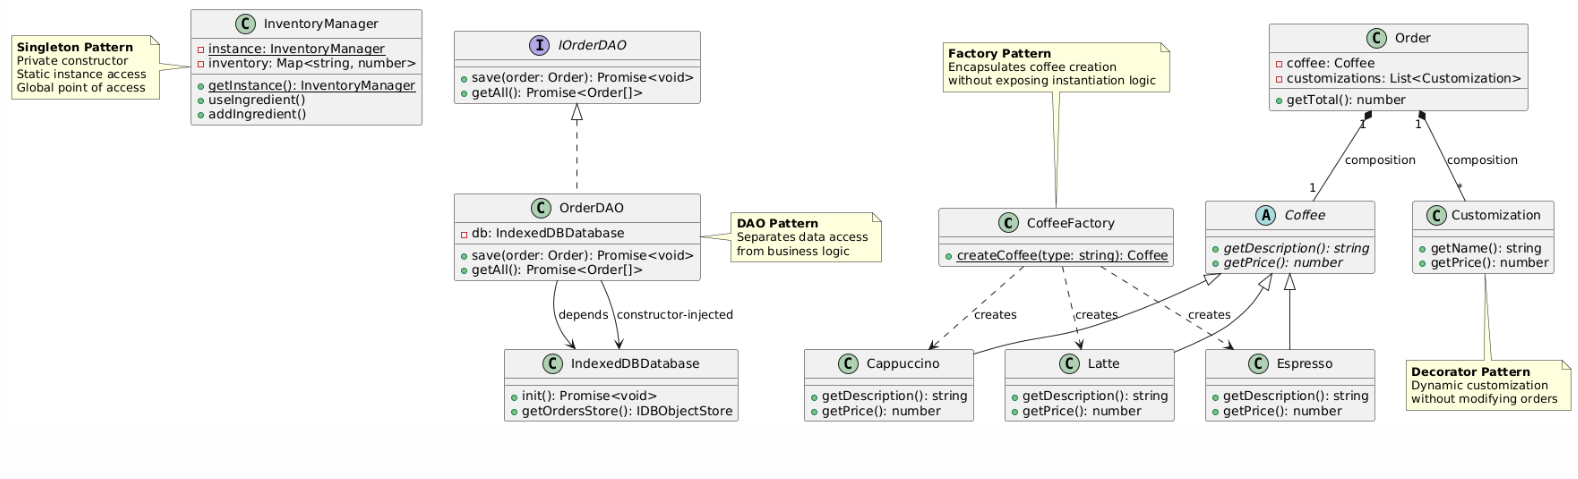 Singleton Pattern
Private constructor
Static instance access
Global point of access
C InventoryManager
instance: InventoryManager
inventory: Map<string, number>
getInstance(): InventoryManager
useIngredient()
addIngredient()
I IOrderDAO
save(order: Order): Promise<void>
getAll(): Promise<Order[]>
Factory Pattern
Encapsulates coffee creation
without exposing instantiation logic
C Order
coffee: Coffee
customizations: List<Customization>
getTotal(): number
1
1
composition
composition
1
*
C OrderDAO
db: IndexedDBDatabase
save(order: Order): Promise<void>
getAll(): Promise<Order[]>
DAO Pattern
Separates data access
from business logic
C CoffeeFactory
createCoffee(type: string): Coffee
A Coffee
getDescription(): string
getPrice(): number
C Customization
getName(): string
getPrice(): number
depends
constructor-injected
creates
creates
creates
C IndexedDBDatabase
init(): Promise<void>
getOrdersStore(): IDBObjectStore
C Cappuccino
getDescription(): string
getPrice(): number
C Latte
getDescription(): string
getPrice(): number
C Espresso
getDescription(): string
getPrice(): number
Decorator Pattern
Dynamic customization
without modifying orders